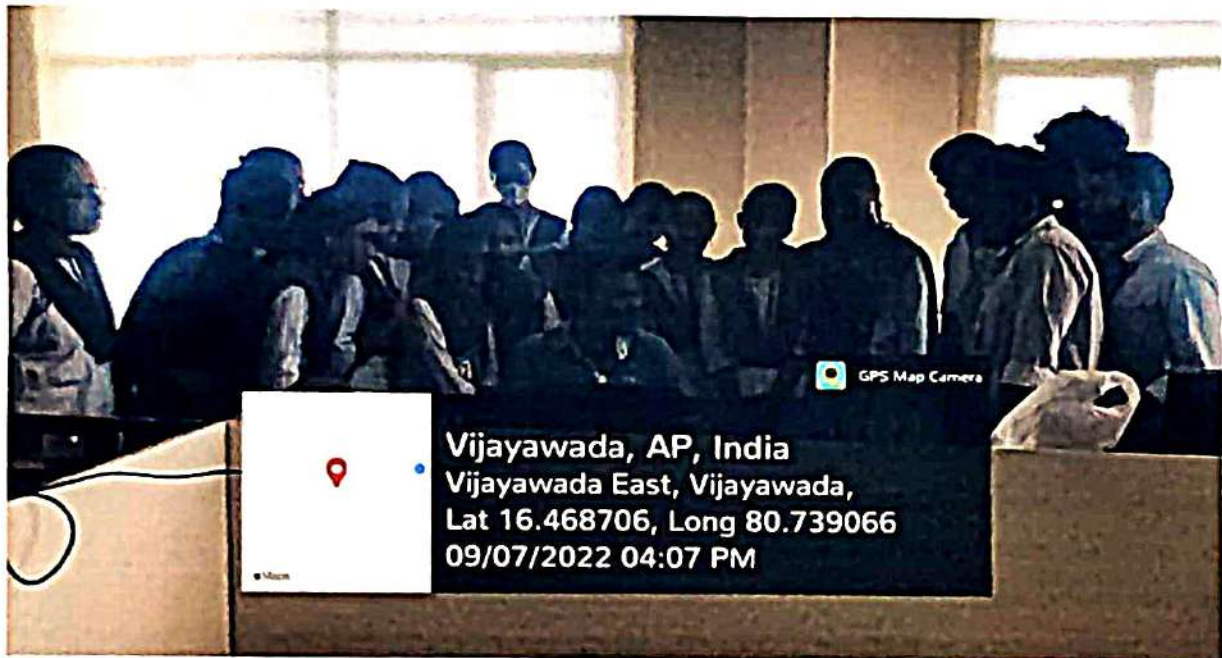 GPS Map Camera
Vijayawada, AP, India
Vijayawada East, Vijayawada,
Lat 16.468706, Long 80.739066
09/07/2022 04:07 PM